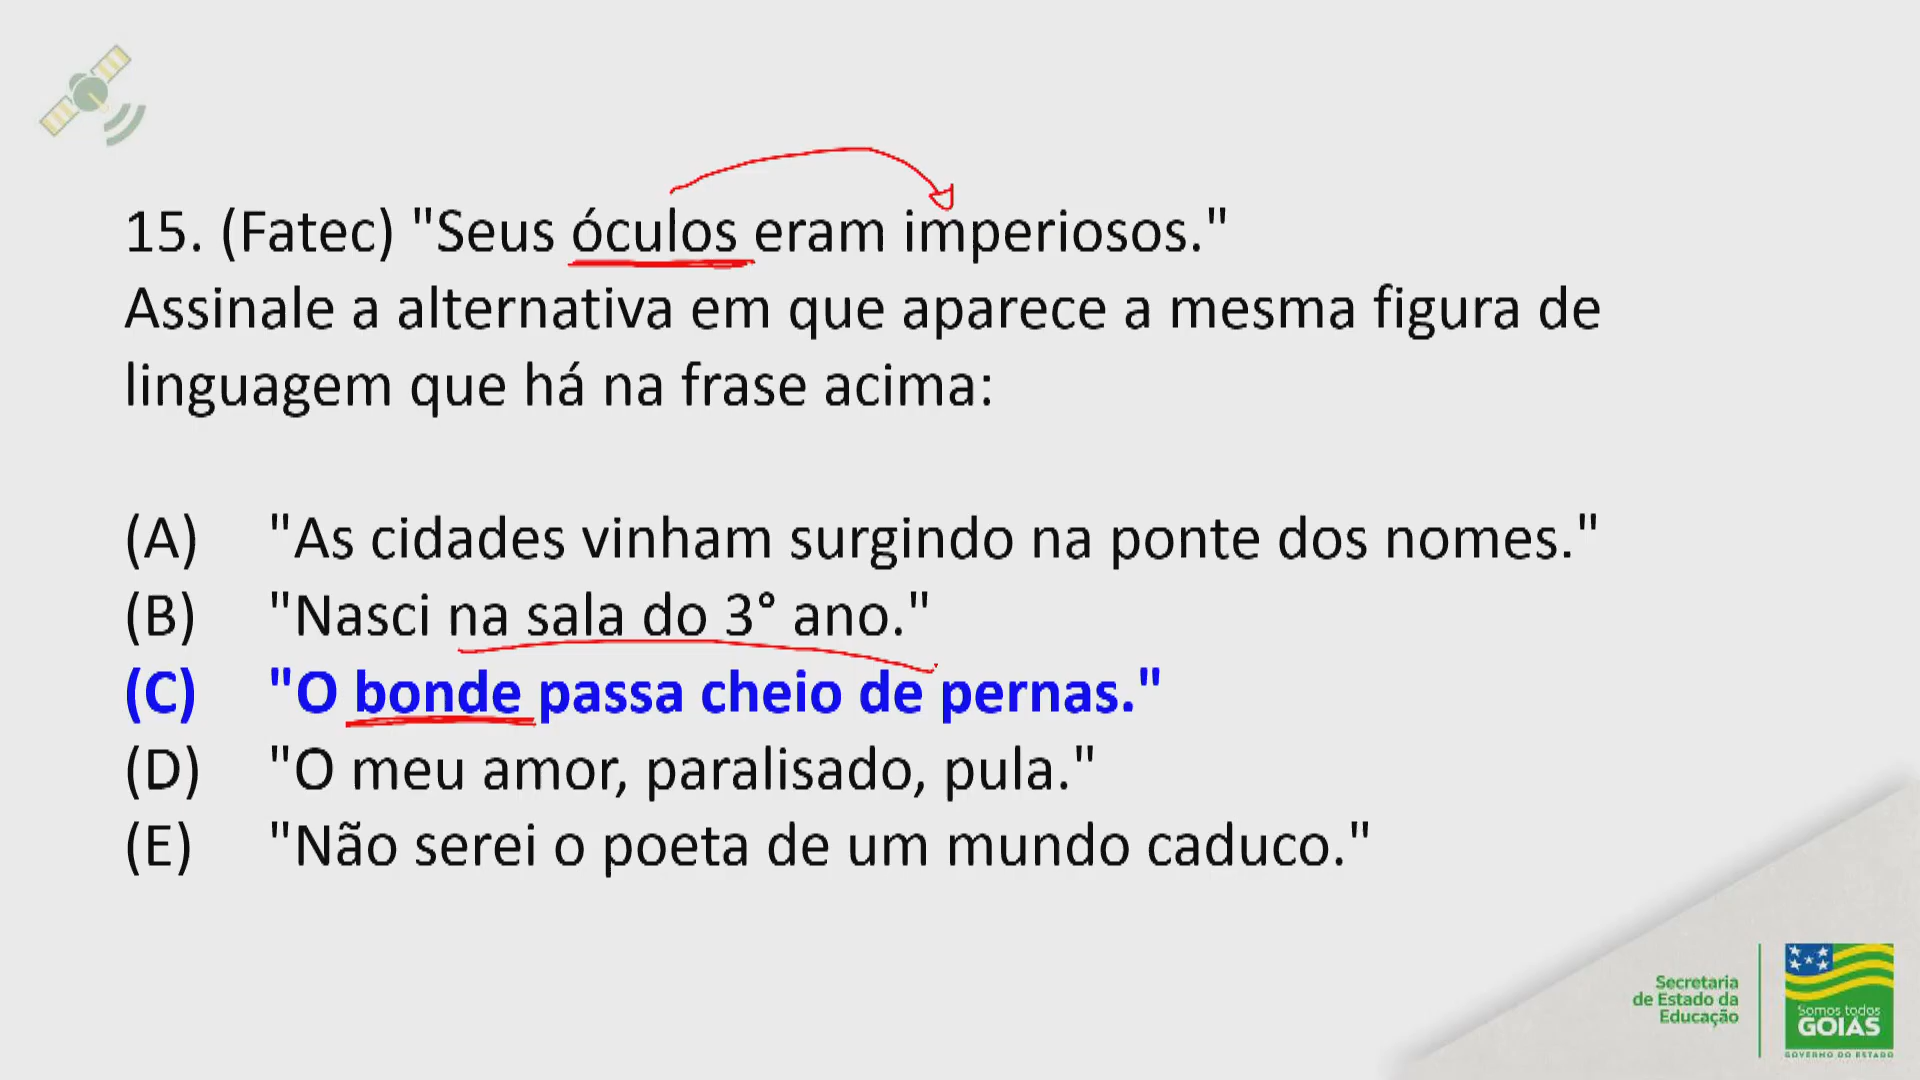 15. (Fatec) "Seus óculos eram imperiosos."
Assinale a alternativa em que aparece a mesma figura de
linguagem que há na frase acima:
(A) "As cidades vinham surgindo na ponte dos nomes."
(B) "Nasci na sala do 3° ano."
(C) "O bonde passa cheio de pernas."
(D) "O meu amor, paralisado, pula."
(E) "Não serei o poeta de um mundo caduco."
Secretaria
de Estado da
Educação
Somos todos
GOIÁS
GOVERNO DO ESTADO